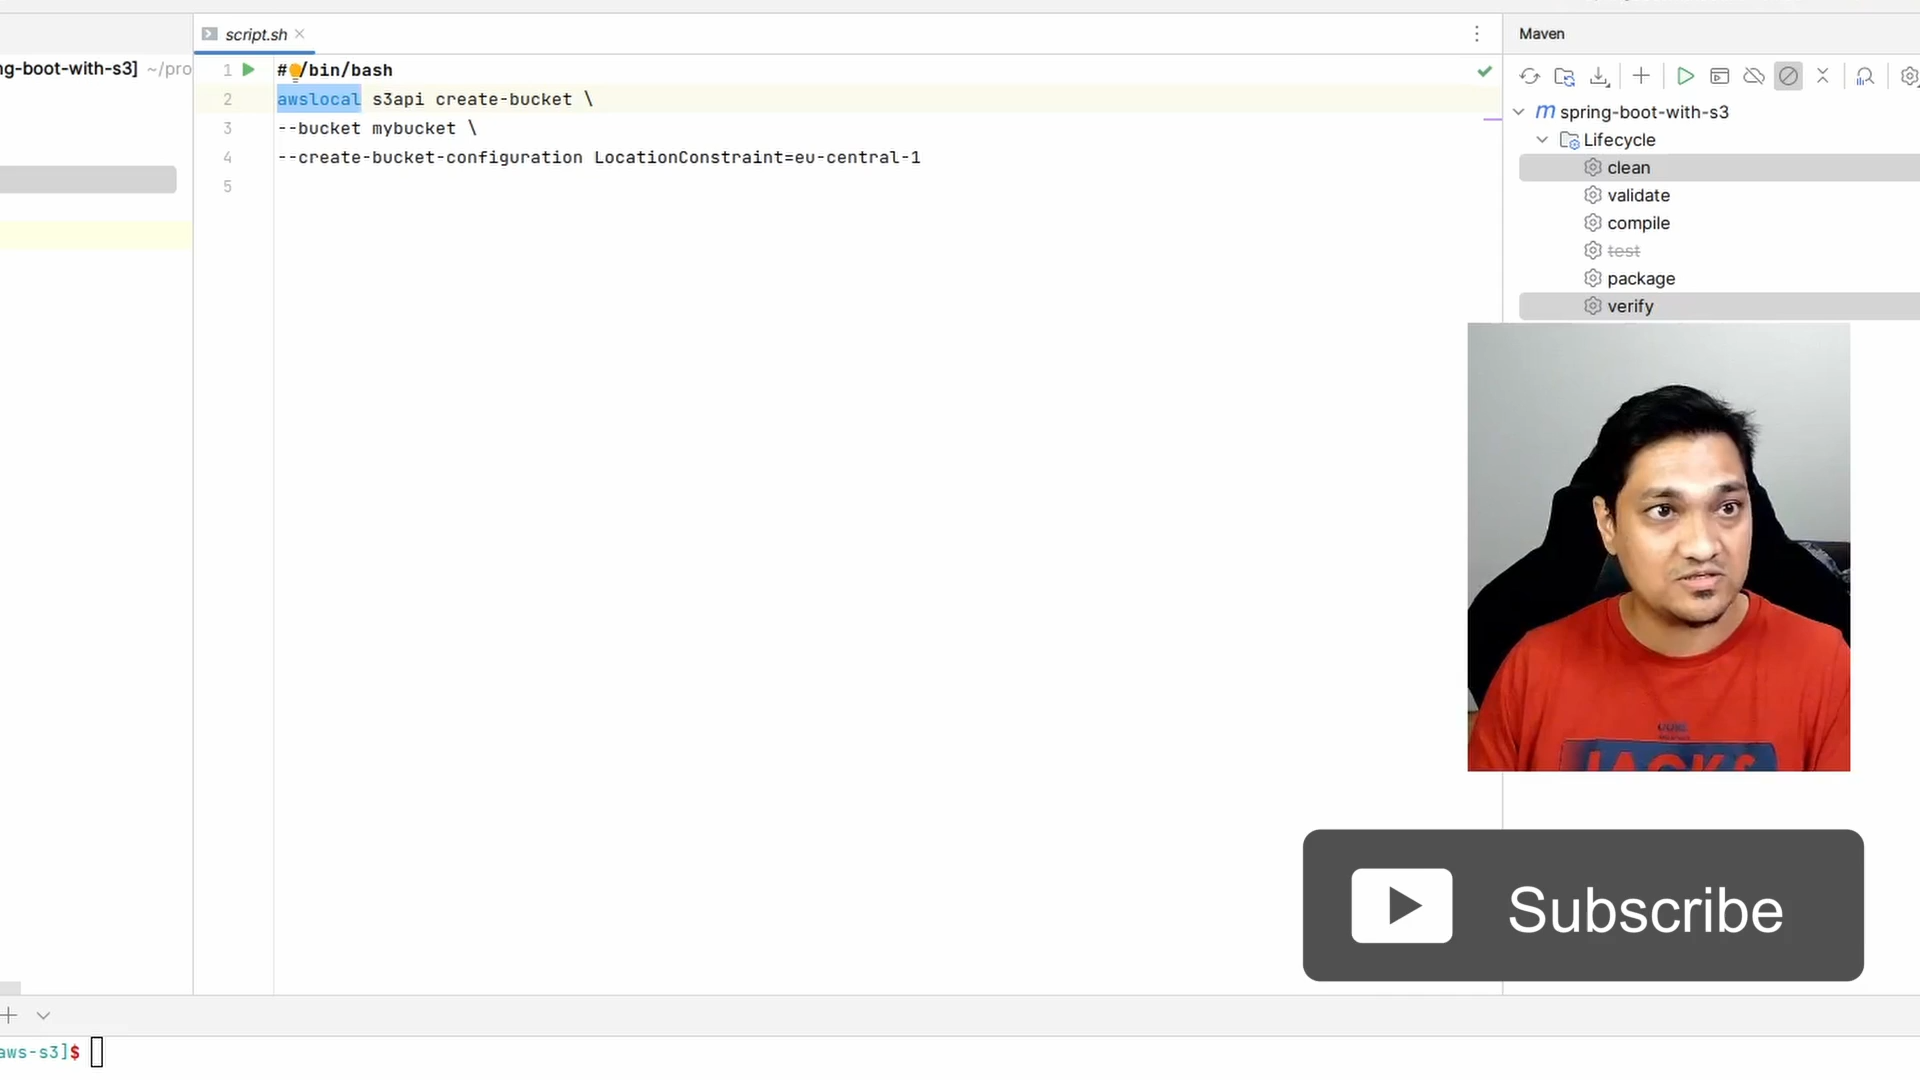 script.sh
Maven
ng-boot-with-s3] ~/pro
1 #!/bin/bash
2 awslocal s3api create-bucket \
3 --bucket mybucket \
4 --create-bucket-configuration LocationConstraint=eu-central-1
5
spring-boot-with-s3
Lifecycle
clean
validate
compile
test
package
verify
JACK&
Subscribe
aws-s3]$